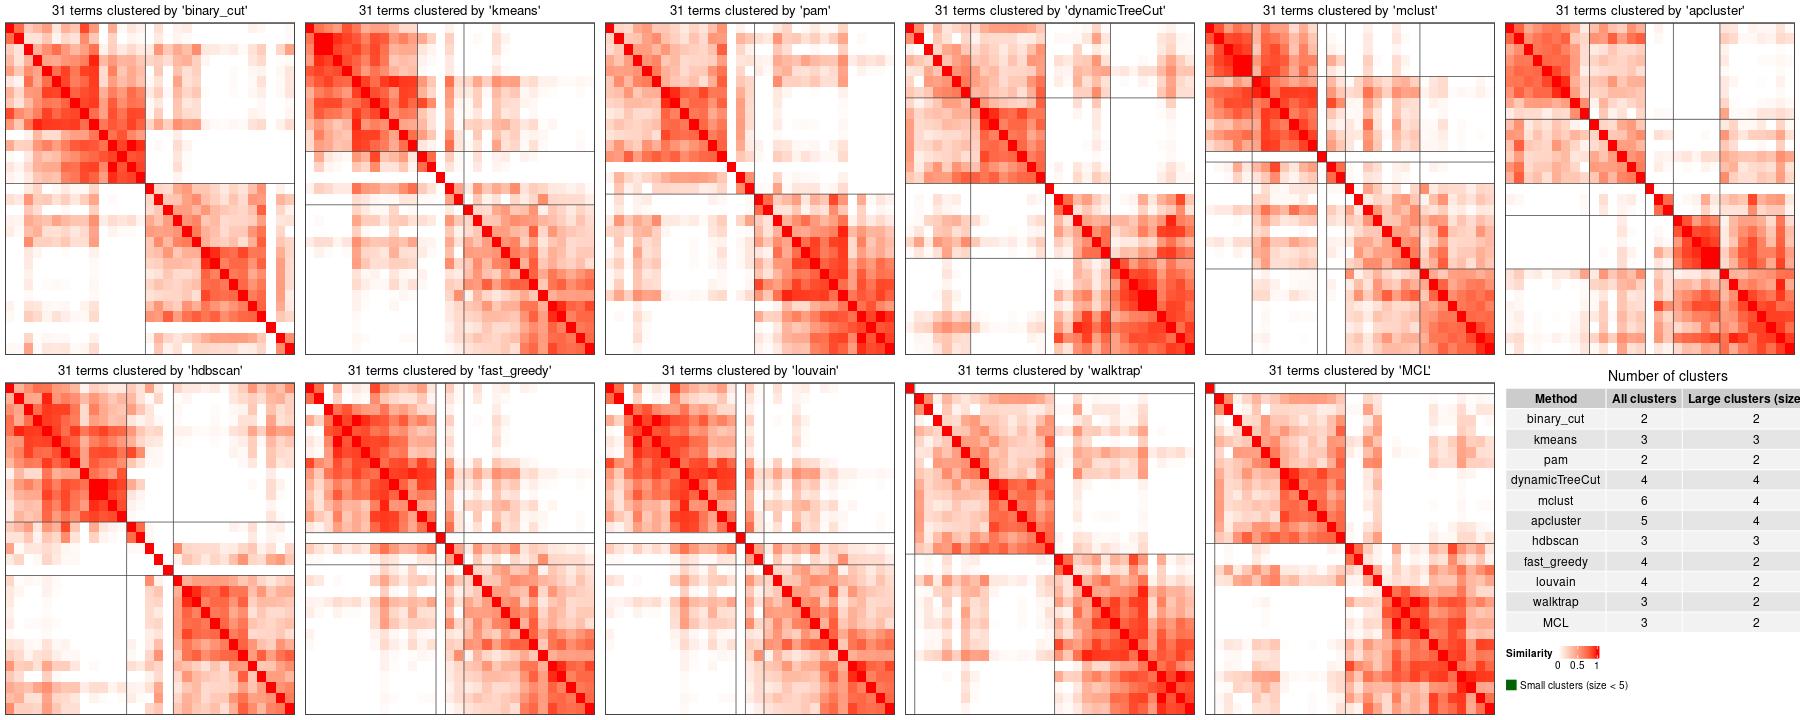 31 terms clustered by 'binary_cut'
31 terms clustered by 'kmeans'
31 terms clustered by 'pam'
31 terms clustered by 'dynamicTreeCut'
31 terms clustered by 'mclust'
31 terms clustered by 'apcluster'
31 terms clustered by 'hdbscan'
31 terms clustered by 'fast_greedy'
31 terms clustered by 'louvain'
31 terms clustered by 'walktrap'
31 terms clustered by 'MCL'
Number of clusters
Method All clusters Large clusters (size
binary_cut 2 2
kmeans 3 3
pam 2 2
dynamicTreeCut 4 4
mclust 6 4
apcluster 5 4
hdbscan 3 3
fast_greedy 4 2
louvain 4 2
walktrap 3 2
MCL 3 2
Similarity
0 0.5 1
Small clusters (size < 5)